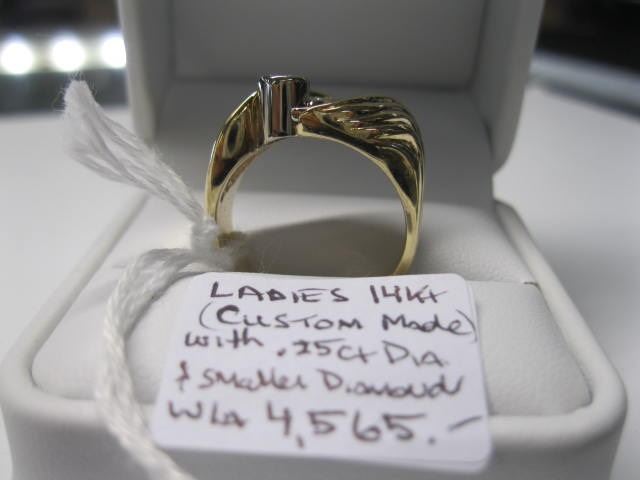 LADIES 14Kt
(CUSTOM Made)
with .25Ct DIA
& smaller Diamond
4,565.-